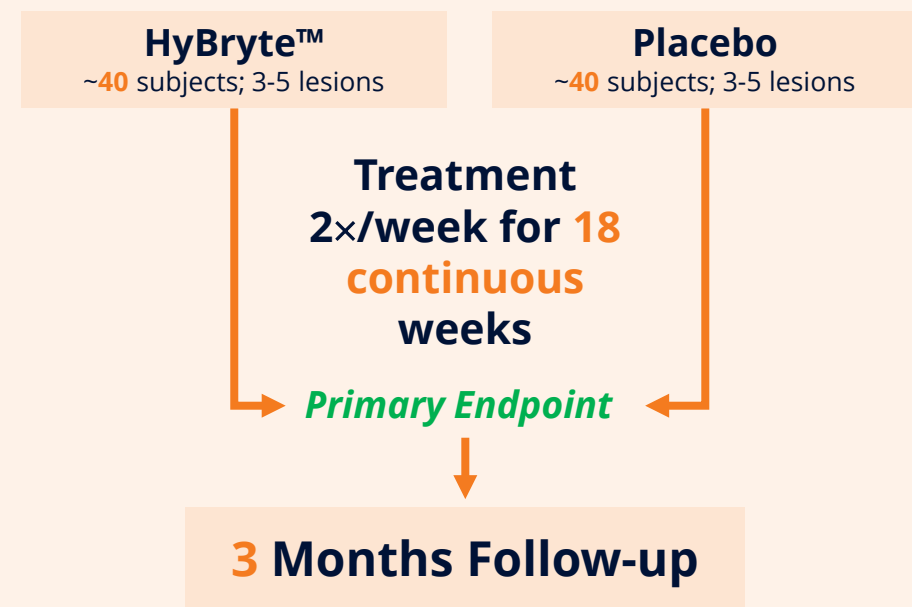 HyBryte™
~40 subjects; 3-5 lesions
Placebo
~40 subjects; 3-5 lesions
Treatment
2×/week for 18
continuous
weeks
Primary Endpoint
3 Months Follow-up